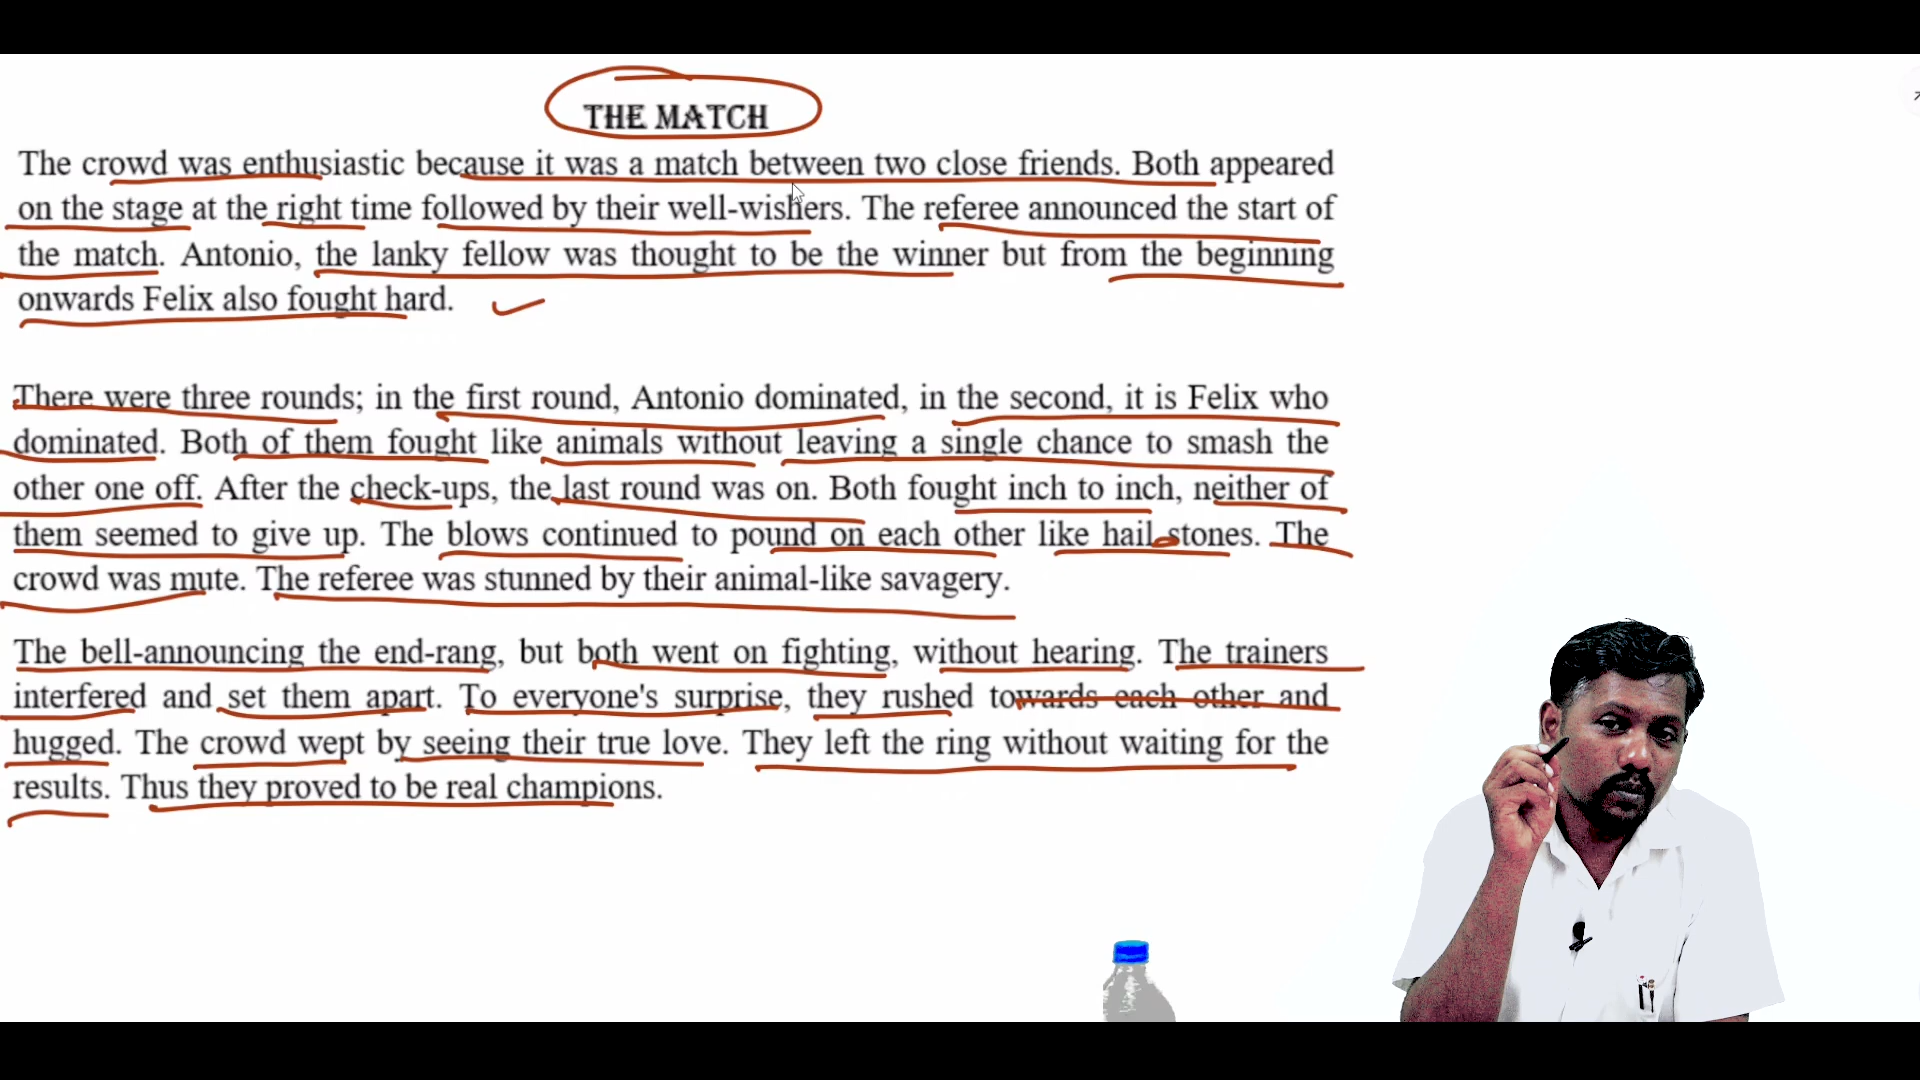 THE MATCH
The crowd was enthusiastic because it was a match between two close friends. Both appeared
on the stage at the right time followed by their well-wishers. The referee announced the start of
the match. Antonio, the lanky fellow was thought to be the winner but from the beginning
onwards Felix also fought hard.
There were three rounds; in the first round, Antonio dominated, in the second, it is Felix who
dominated. Both of them fought like animals without leaving a single chance to smash the
other one off. After the check-ups, the last round was on. Both fought inch to inch, neither of
them seemed to give up. The blows continued to pound on each other like hail stones. The
crowd was mute. The referee was stunned by their animal-like savagery.
The bell-announcing the end-rang, but both went on fighting, without hearing. The trainers
interfered and set them apart. To everyone's surprise, they rushed towards each other and
hugged. The crowd wept by seeing their true love. They left the ring without waiting for the
results. Thus they proved to be real champions.